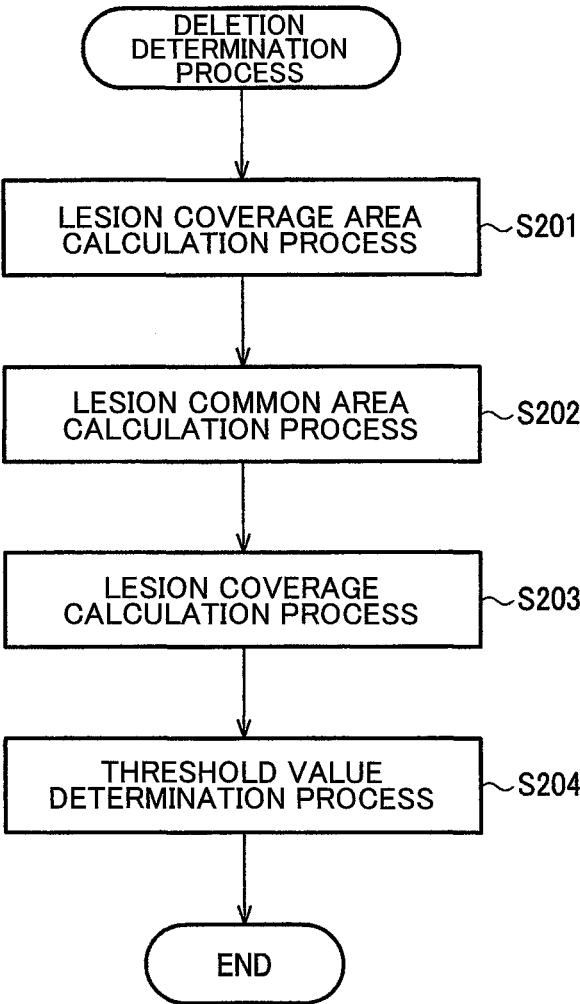 DELETION
DETERMINATION
PROCESS
LESION COVERAGE AREA
CALCULATION PROCESS
S201
LESION COMMON AREA
CALCULATION PROCESS
S202
LESION COVERAGE
CALCULATION PROCESS
S203
THRESHOLD VALUE
DETERMINATION PROCESS
S204
END